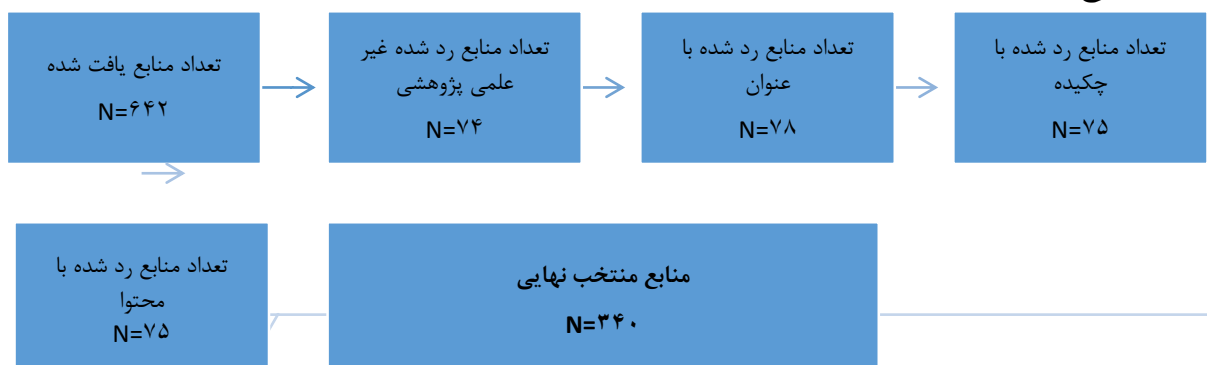 تعداد منابع یافت شده
N=۶۴۲
تعداد منابع رد شده غیر
علمی پژوهشی
N=۷۴
تعداد منابع رد شده با
عنوان
N=۷۸
تعداد منابع رد شده با
چکیده
N=۷۵
تعداد منابع رد شده با
محتوا
N=۷۵
منابع منتخب نهایی
N=۳۴۰